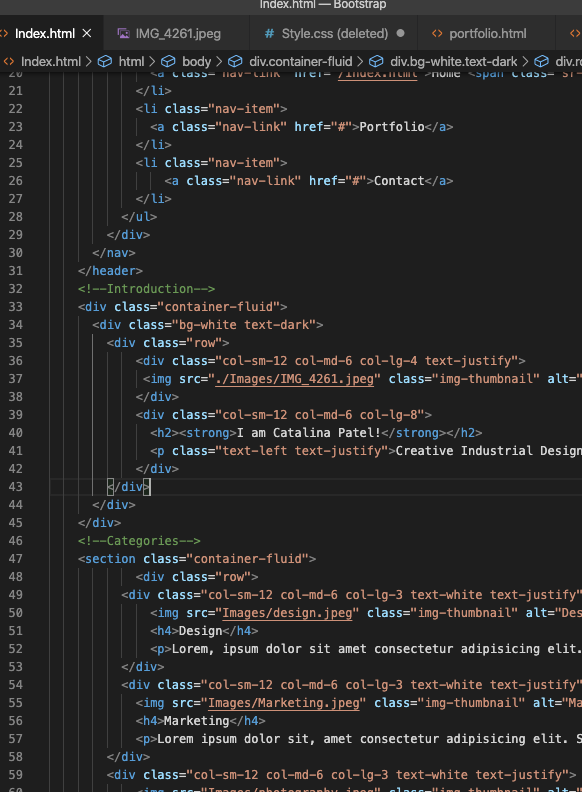 Index.html — Bootstrap
<> Index.html × IMG_4261.jpeg # Style.css (deleted) ● <> portfolio.html <>
<> Index.html > html > body > div.container-fluid > div.bg-white.text-dark > div.ro
20 <a class="nav-link" href="/index.html">Home <span class="sr-
21 </li>
22 <li class="nav-item">
23 <a class="nav-link" href="#">Portfolio</a>
24 </li>
25 <li class="nav-item">
26 <a class="nav-link" href="#">Contact</a>
27 </li>
28 </ul>
29 </div>
30 </nav>
31 </header>
32 <!--Introduction-->
33 <div class="container-fluid">
34 <div class="bg-white text-dark">
35 <div class="row">
36 <div class="col-sm-12 col-md-6 col-lg-4 text-justify">
37 <img src="./Images/IMG_4261.jpeg" class="img-thumbnail" alt="
38 </div>
39 <div class="col-sm-12 col-md-6 col-lg-8">
40 <h2><strong>I am Catalina Patel!</strong></h2>
41 <p class="text-left text-justify">Creative Industrial Design
42 </div>
43 </div>
44 </div>
45 </div>
46 <!--Categories-->
47 <section class="container-fluid">
48 <div class="row">
49 <div class="col-sm-12 col-md-6 col-lg-3 text-white text-justify"
50 <img src="Images/design.jpeg" class="img-thumbnail" alt="Des
51 <h4>Design</h4>
52 <p>Lorem, ipsum dolor sit amet consectetur adipisicing elit.
53 </div>
54 <div class="col-sm-12 col-md-6 col-lg-3 text-white text-justify"
55 <img src="Images/Marketing.jpeg" class="img-thumbnail" alt="Ma
56 <h4>Marketing</h4>
57 <p>Lorem ipsum dolor sit, amet consectetur adipisicing elit. S
58 </div>
59 <div class="col-sm-12 col-md-6 col-lg-3 text-white text-justify">
60 <img src="Images/photography.jpeg" class="img-thumbnail" alt=